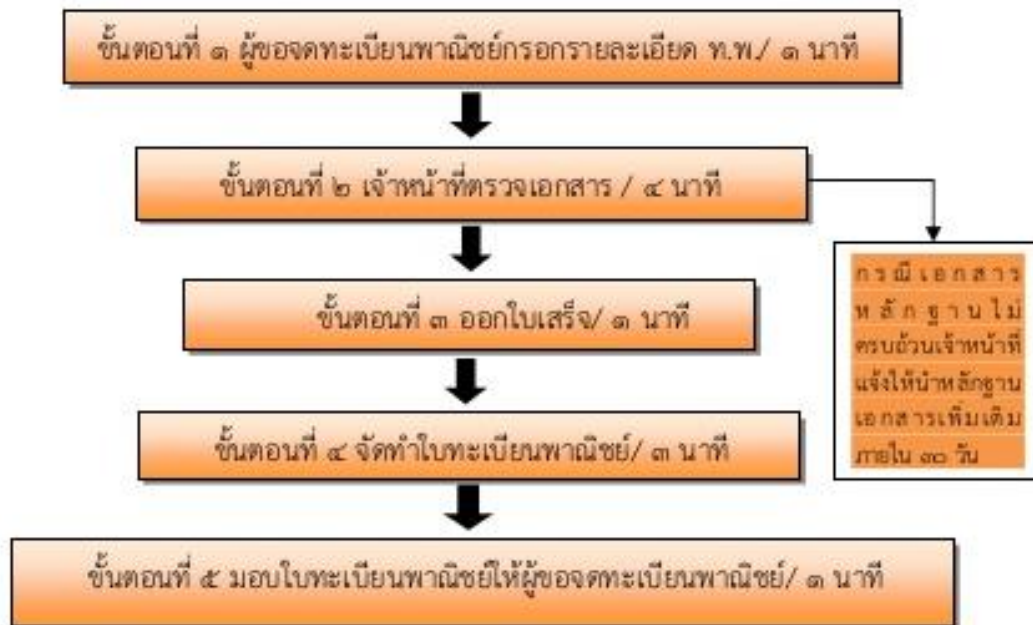 ขั้นตอนที่ ๑ ผู้ขอจดทะเบียนพาณิชย์กรอกรายละเอียด ท.พ./ ๑ นาที
ขั้นตอนที่ ๒ เจ้าหน้าที่ตรวจเอกสาร / ๔ นาที
กรณีเอกสาร
หลักฐานไม่
ครบถ้วนเจ้าหน้าที่
แจ้งให้นำหลักฐาน
เอกสารเพิ่มเติม
ภายใน ๓๐ วัน
ขั้นตอนที่ ๓ ออกใบเสร็จ/ ๑ นาที
ขั้นตอนที่ ๔ จัดทำใบทะเบียนพาณิชย์/ ๓ นาที
ขั้นตอนที่ ๕ มอบใบทะเบียนพาณิชย์ให้ผู้ขอจดทะเบียนพาณิชย์/ ๑ นาที